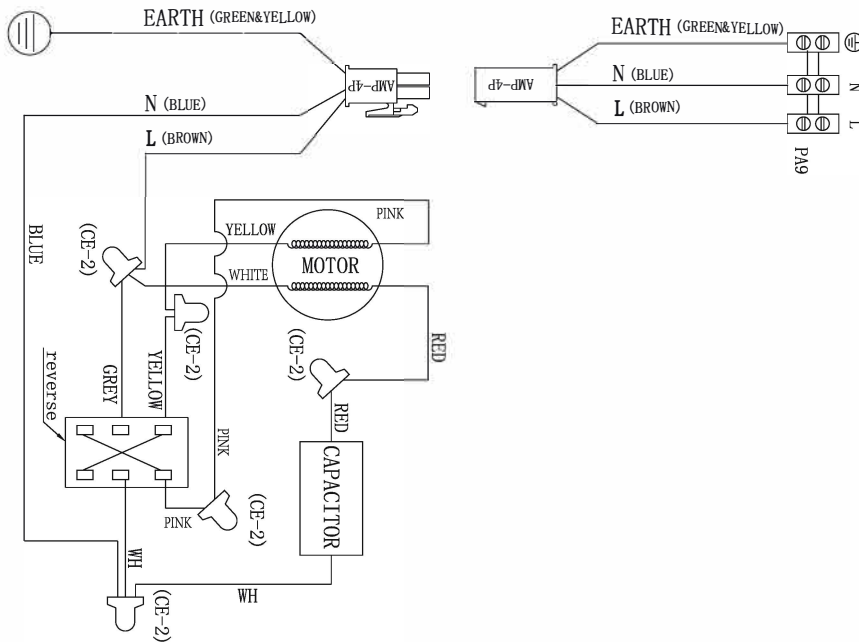 EARTH (GREEN&YELLOW)
EARTH (GREEN&YELLOW)
AMP-4P
AMP-4P
N (BLUE)
N (BLUE)
N
L (BROWN)
L (BROWN)
L
PA9
BLUE
(CE-2)
YELLOW
PINK
WHITE
MOTOR
(CE-2)
(CE-2)
RED
reverse
GREY
YELLOW
RED
PINK
CAPACITOR
PINK
(CE-2)
WH
WH
(CE-2)